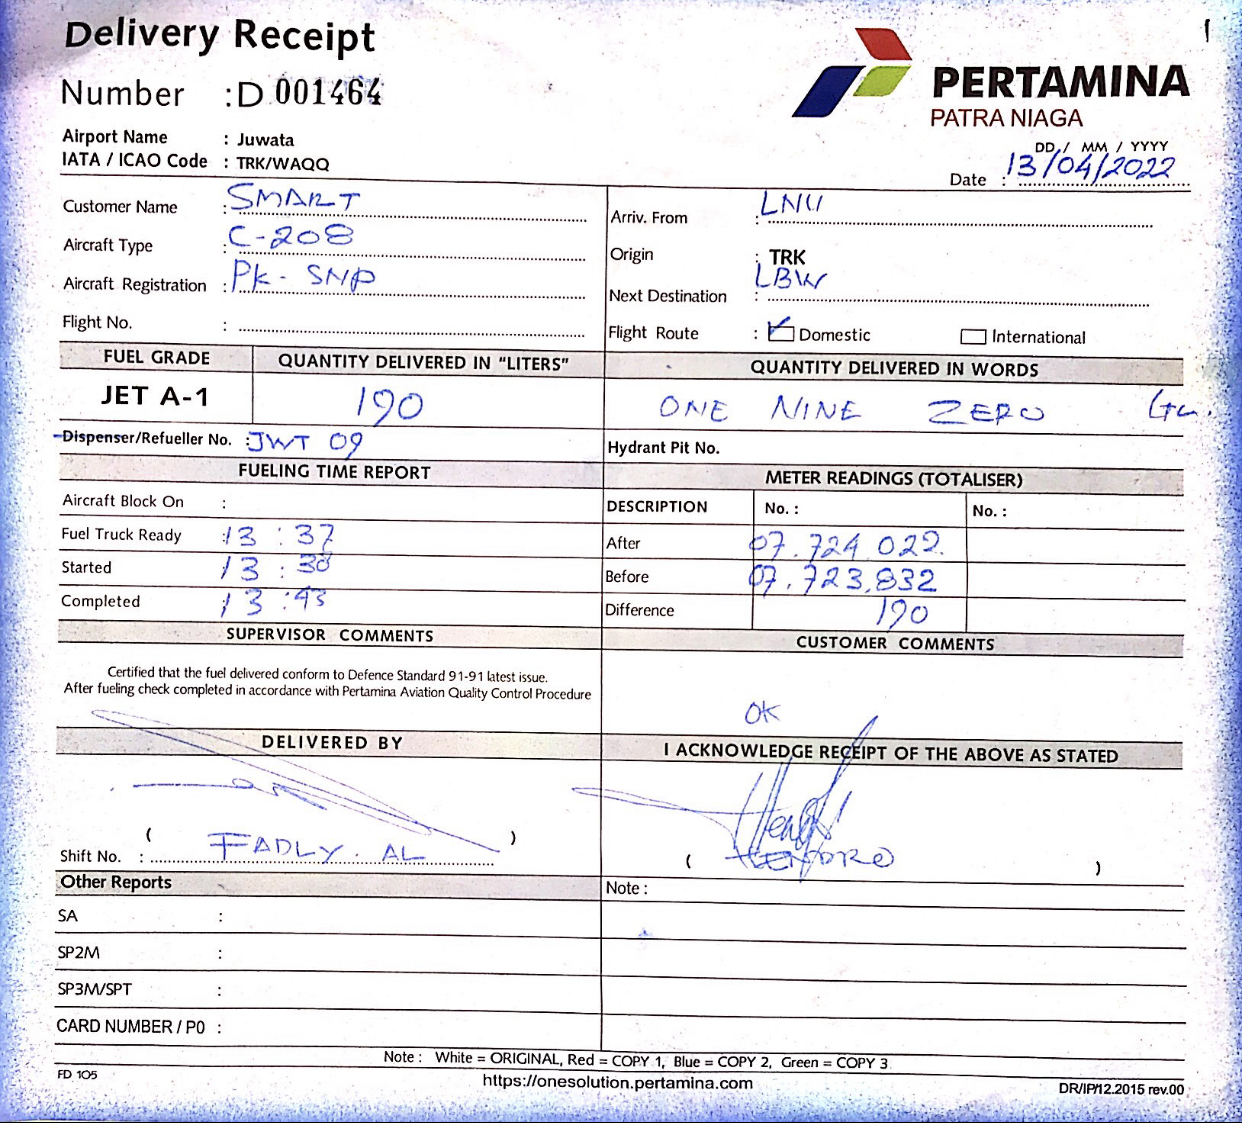 Delivery Receipt
Number : D 001464
PERTAMINA
PATRA NIAGA
Airport Name : Juwata
IATA / ICAO Code : TRK/WAQQ
DD / MM / YYYY
Date : 13/04/2022
Customer Name : SMART
Aircraft Type : C-208
Aircraft Registration : PK-SNP
Flight No. :
Arriv. From : LNU
Origin : TRK
Next Destination : LBW
Flight Route : Domestic International
FUEL GRADE QUANTITY DELIVERED IN "LITERS" QUANTITY DELIVERED IN WORDS
JET A-1 190 ONE NINE ZERO
Dispenser/Refueller No. : JWT 09 Hydrant Pit No.
FUELING TIME REPORT METER READINGS (TOTALISER)
Aircraft Block On : DESCRIPTION No. : No. :
Fuel Truck Ready : 13 : 37 After 07.724.022
Started 13 : 38 Before 07.723.832
Completed 13 : 43 Difference 190
SUPERVISOR COMMENTS CUSTOMER COMMENTS
Certified that the fuel delivered conform to Defence Standard 91-91 latest issue.
After fueling check completed in accordance with Pertamina Aviation Quality Control Procedure
OK
DELIVERED BY I ACKNOWLEDGE RECEIPT OF THE ABOVE AS STATED
( )
Shift No. : FADLY. AL
( HENDRO )
Other Reports Note :
SA :
SP2M :
SP3M/SPT :
CARD NUMBER / PO :
Note : White = ORIGINAL, Red = COPY 1, Blue = COPY 2, Green = COPY 3
FD 105 https://onesolution.pertamina.com DR/IP/12.2015 rev.00